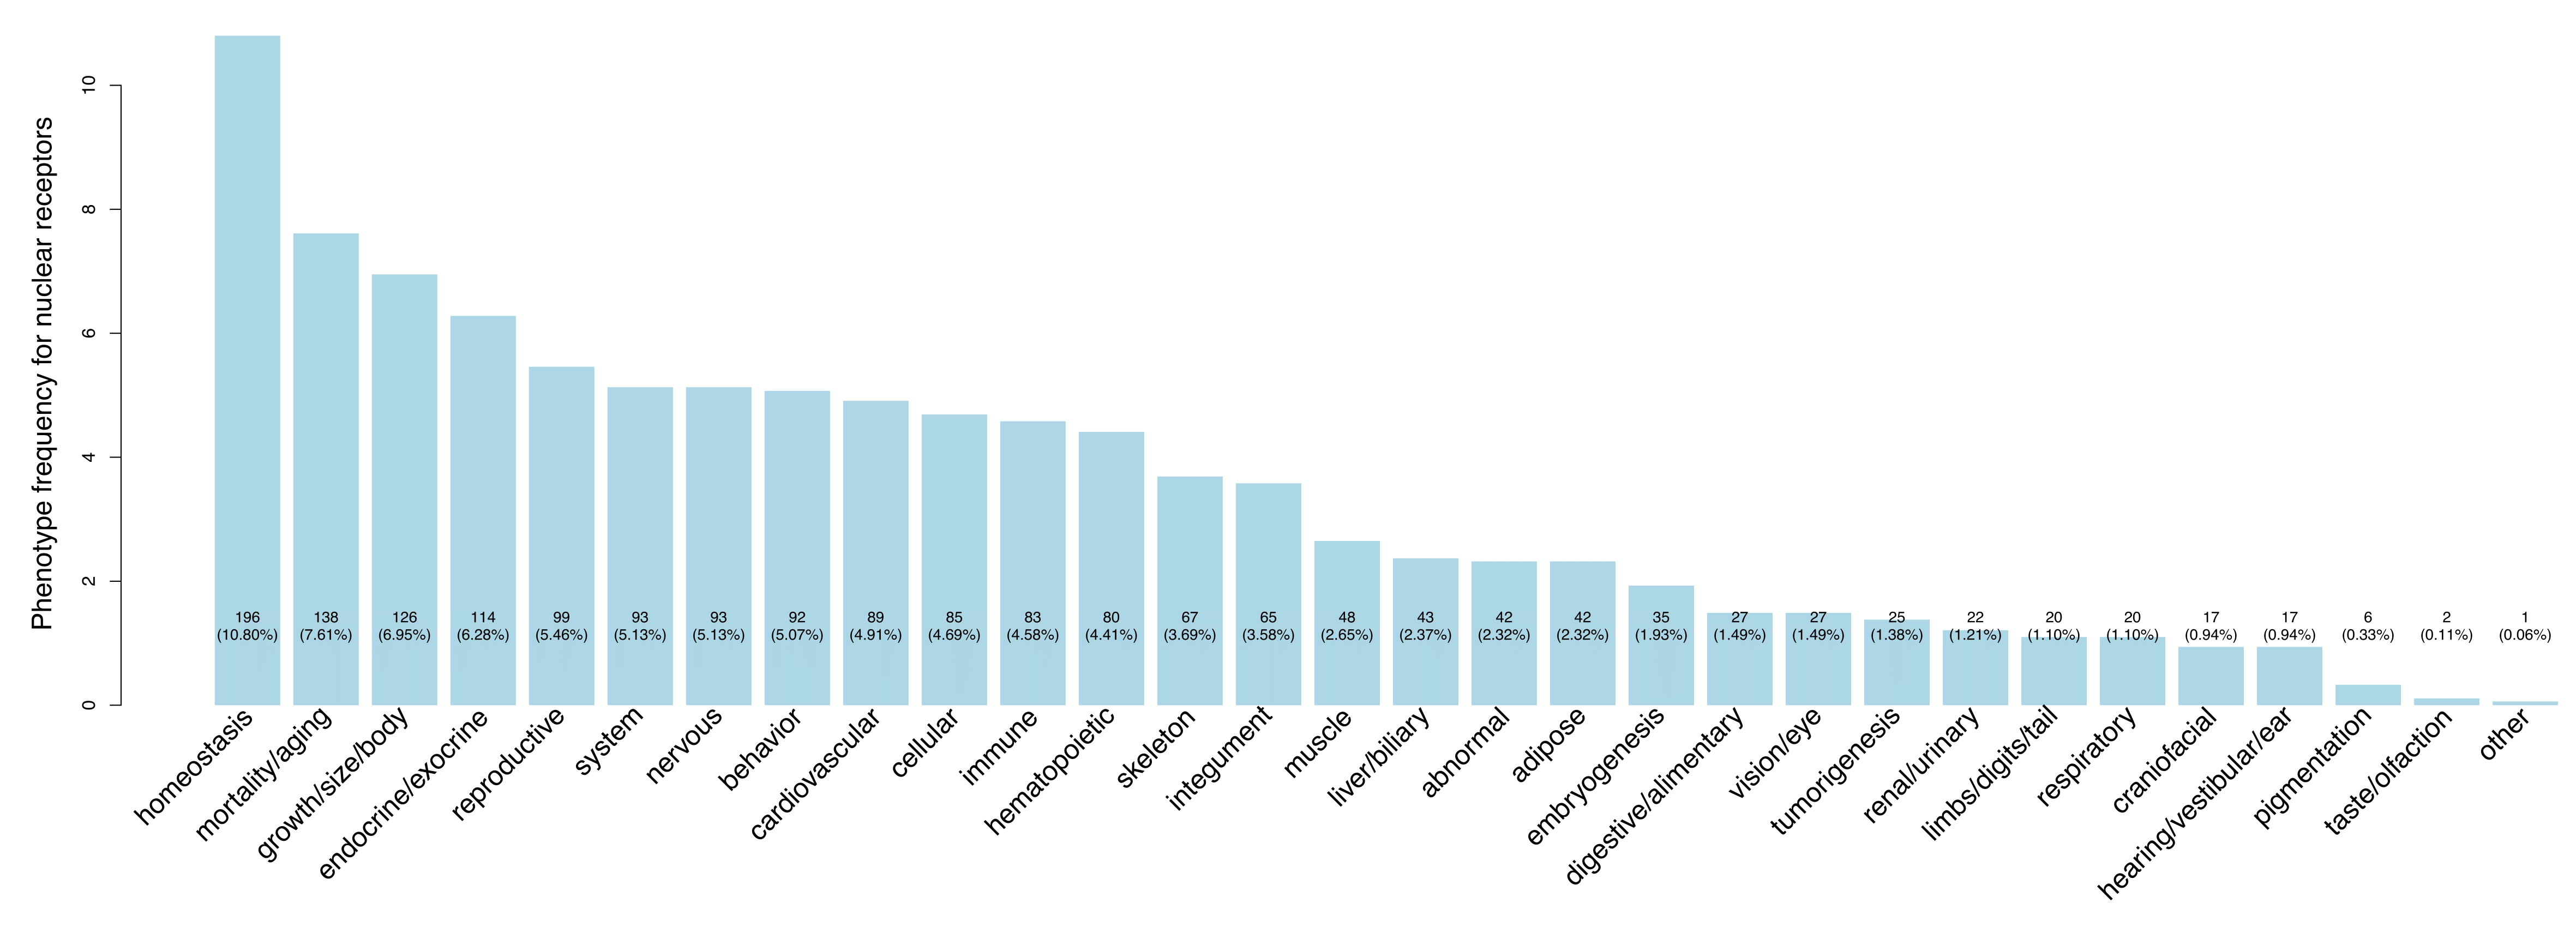 Phenotype frequency for nuclear receptors
10
8
6
4
2
0
196
(10.80%)
138
(7.61%)
126
(6.95%)
114
(6.28%)
99
(5.46%)
93
(5.13%)
93
(5.13%)
92
(5.07%)
89
(4.91%)
85
(4.69%)
83
(4.58%)
80
(4.41%)
67
(3.69%)
65
(3.58%)
48
(2.65%)
43
(2.37%)
42
(2.32%)
42
(2.32%)
35
(1.93%)
27
(1.49%)
27
(1.49%)
25
(1.38%)
22
(1.21%)
20
(1.10%)
20
(1.10%)
17
(0.94%)
17
(0.94%)
6
(0.33%)
2
(0.11%)
1
(0.06%)
homeostasis
mortality/aging
growth/size/body
endocrine/exocrine
reproductive
system
nervous
behavior
cardiovascular
cellular
immune
hematopoietic
skeleton
integument
muscle
liver/biliary
abnormal
adipose
embryogenesis
digestive/alimentary
vision/eye
tumorigenesis
renal/urinary
limbs/digits/tail
respiratory
craniofacial
hearing/vestibular/ear
pigmentation
taste/olfaction
other